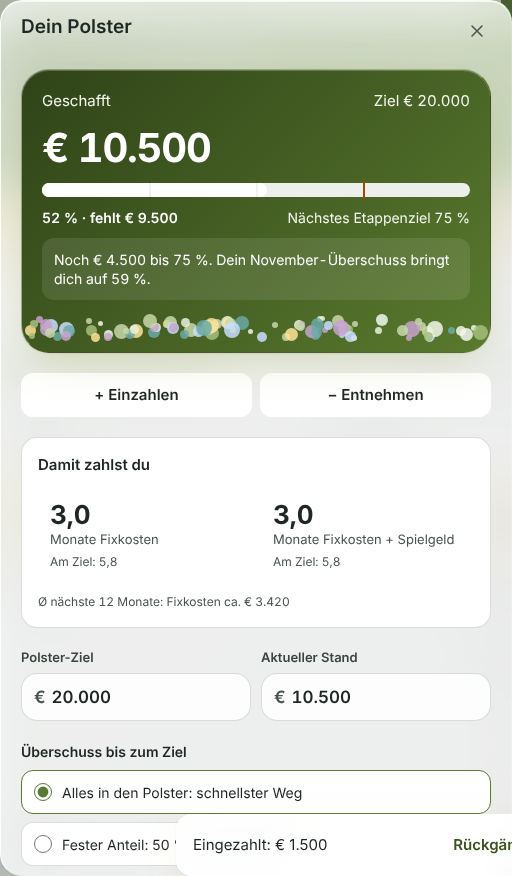 Dein Polster
Geschafft
Ziel € 20.000
€ 10.500
52 % · fehlt € 9.500
Nächstes Etappenziel 75 %
Noch € 4.500 bis 75 %. Dein November-Überschuss bringt
dich auf 59 %.
+ Einzahlen
– Entnehmen
Damit zahlst du
3,0
Monate Fixkosten
Am Ziel: 5,8
3,0
Monate Fixkosten + Spielgeld
Am Ziel: 5,8
Ø nächste 12 Monate: Fixkosten ca. € 3.420
Polster-Ziel
Aktueller Stand
€ 20.000
€ 10.500
Überschuss bis zum Ziel
Alles in den Polster: schnellster Weg
Fester Anteil: 50
Eingezahlt: € 1.500